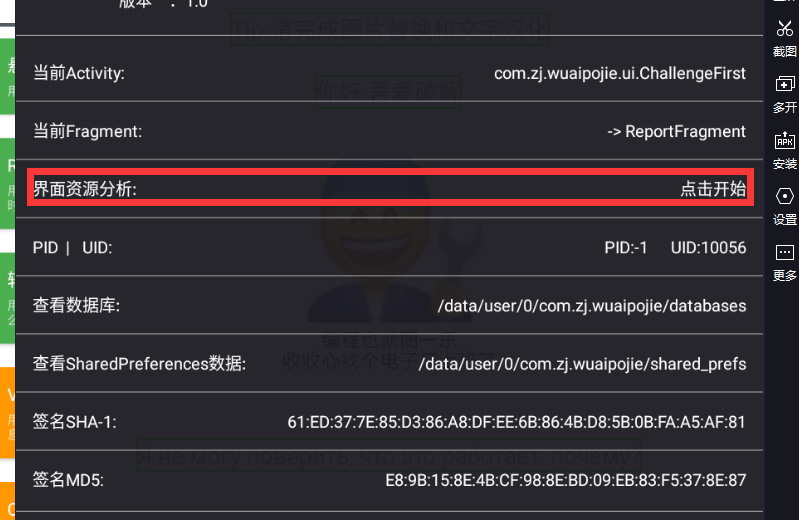 版本 : 1.0
Tip:请完成图片替换和文字汉化
当前Activity: com.zj.wuaipojie.ui.ChallengeFirst
你好 吾爱破解
当前Fragment: -> ReportFragment
界面资源分析: 点击开始
PID | UID: PID:-1 UID:10056
查看数据库: /data/user/0/com.zj.wuaipojie/databases
编程也就图一乐
收收心找个电子
查看SharedPreferences数据: /data/user/0/com.zj.wuaipojie/shared_prefs
签名SHA-1: 61:ED:37:7E:85:D3:86:A8:DF:EE:6B:86:4B:D8:5B:0B:FA:A5:AF:81
Я не могу поверить, что это работает, почему?
签名MD5: E8:9B:15:8E:4B:CF:98:8E:BD:09:EB:83:F5:37:8E:87
截图
多开
APK
安装
设置
更多